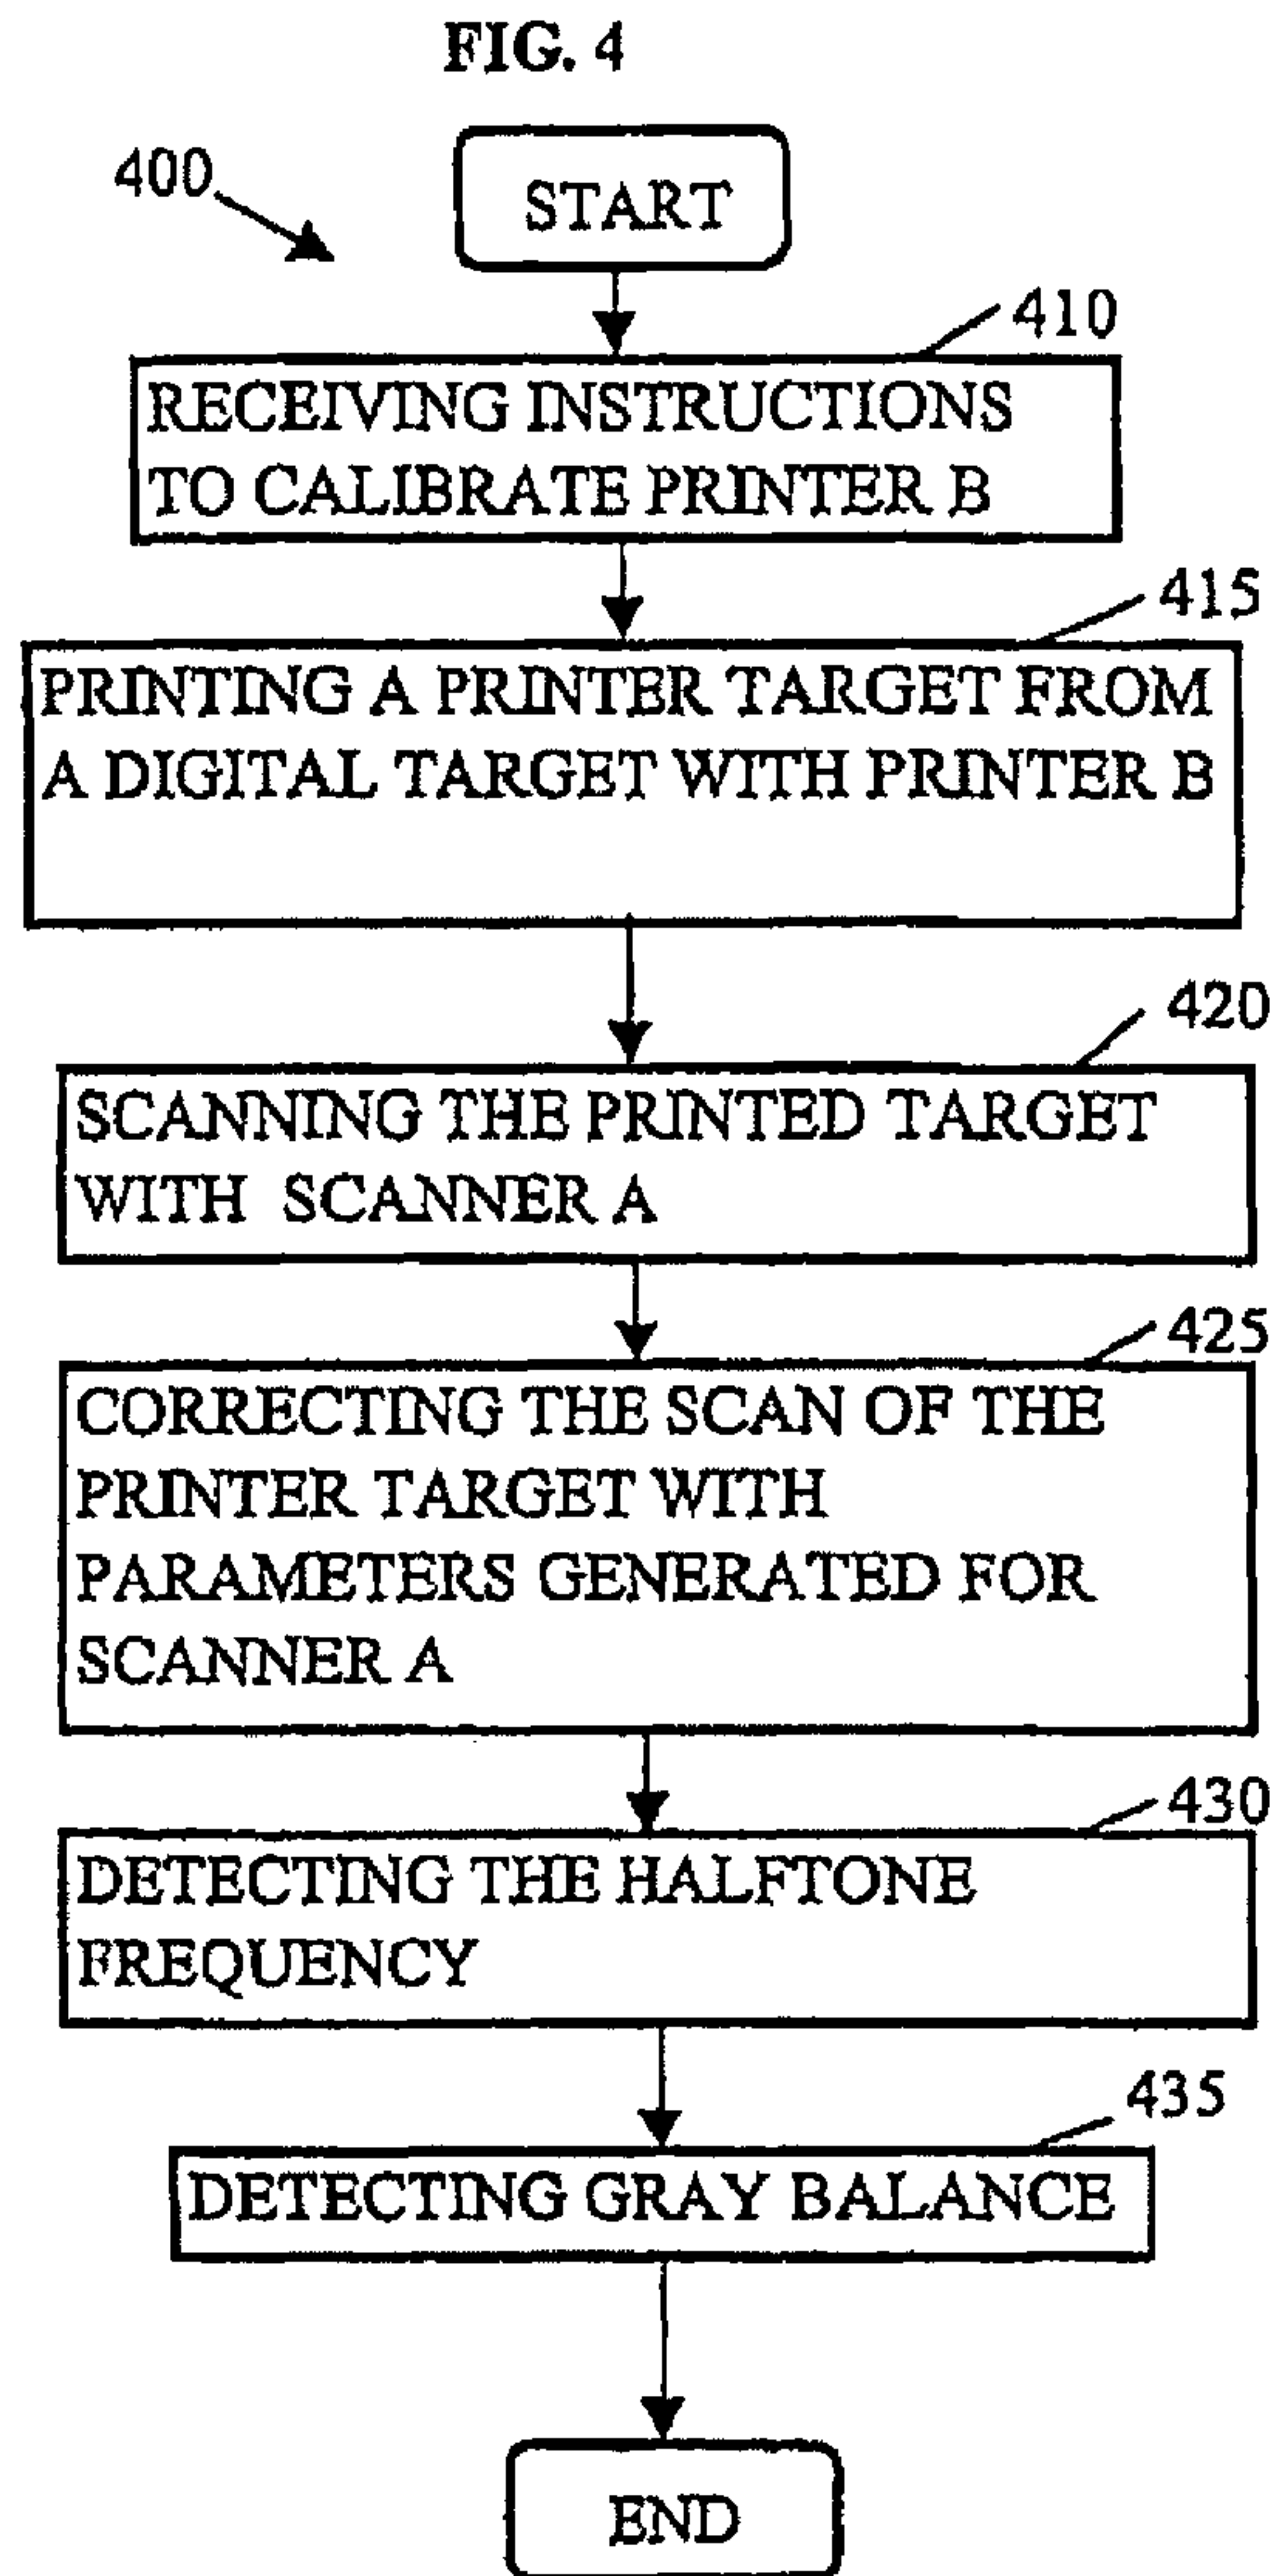 FIG. 4
400
START
410
RECEIVING INSTRUCTIONS
TO CALIBRATE PRINTER B
415
PRINTING A PRINTER TARGET FROM
A DIGITAL TARGET WITH PRINTER B
420
SCANNING THE PRINTED TARGET
WITH SCANNER A
425
CORRECTING THE SCAN OF THE
PRINTER TARGET WITH
PARAMETERS GENERATED FOR
SCANNER A
430
DETECTING THE HALFTONE
FREQUENCY
435
DETECTING GRAY BALANCE
END